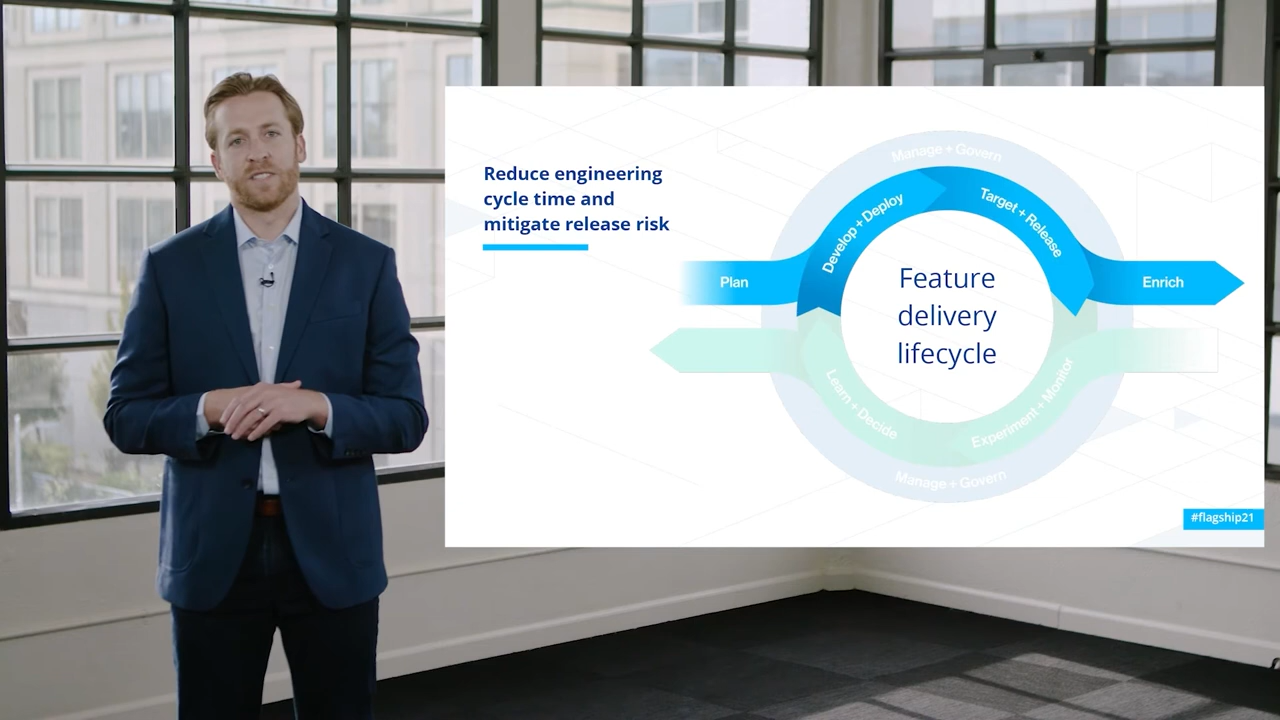 Reduce engineering
cycle time and
mitigate release risk
Manage + Govern
Develop + Deploy
Target + Release
Plan
Enrich
Feature
delivery
lifecycle
Learn + Decide
Experiment + Monitor
Manage + Govern
#flagship21